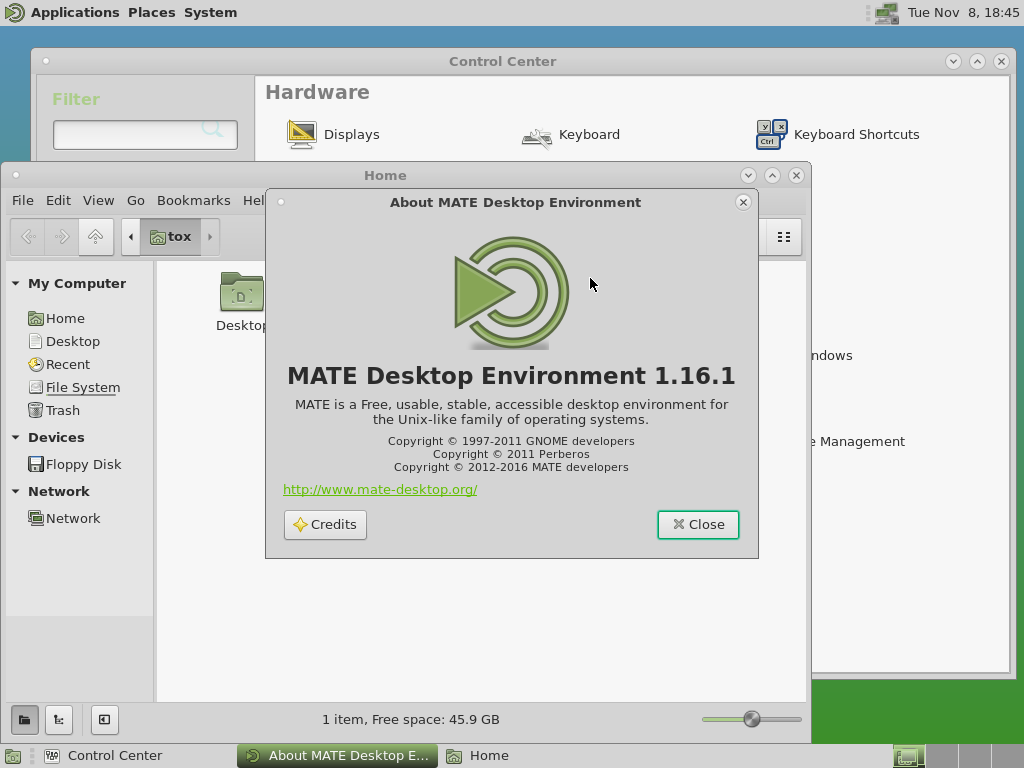 Applications Places System
Tue Nov 8, 18:45
Control Center
Filter
Hardware
Displays
Keyboard
Keyboard Shortcuts
Y X
Ctrl
Home
File Edit View Go Bookmarks Hel
tox
My Computer
Home
Desktop
Recent
File System
Trash
Devices
Floppy Disk
Network
Network
D
Desktop
About MATE Desktop Environment
MATE Desktop Environment 1.16.1
MATE is a Free, usable, stable, accessible desktop environment for
the Unix-like family of operating systems.
Copyright © 1997-2011 GNOME developers
Copyright © 2011 Perberos
Copyright © 2012-2016 MATE developers
http://www.mate-desktop.org/
Credits
Close
ndows
e Management
1 item, Free space: 45.9 GB
Control Center
About MATE Desktop E...
Home